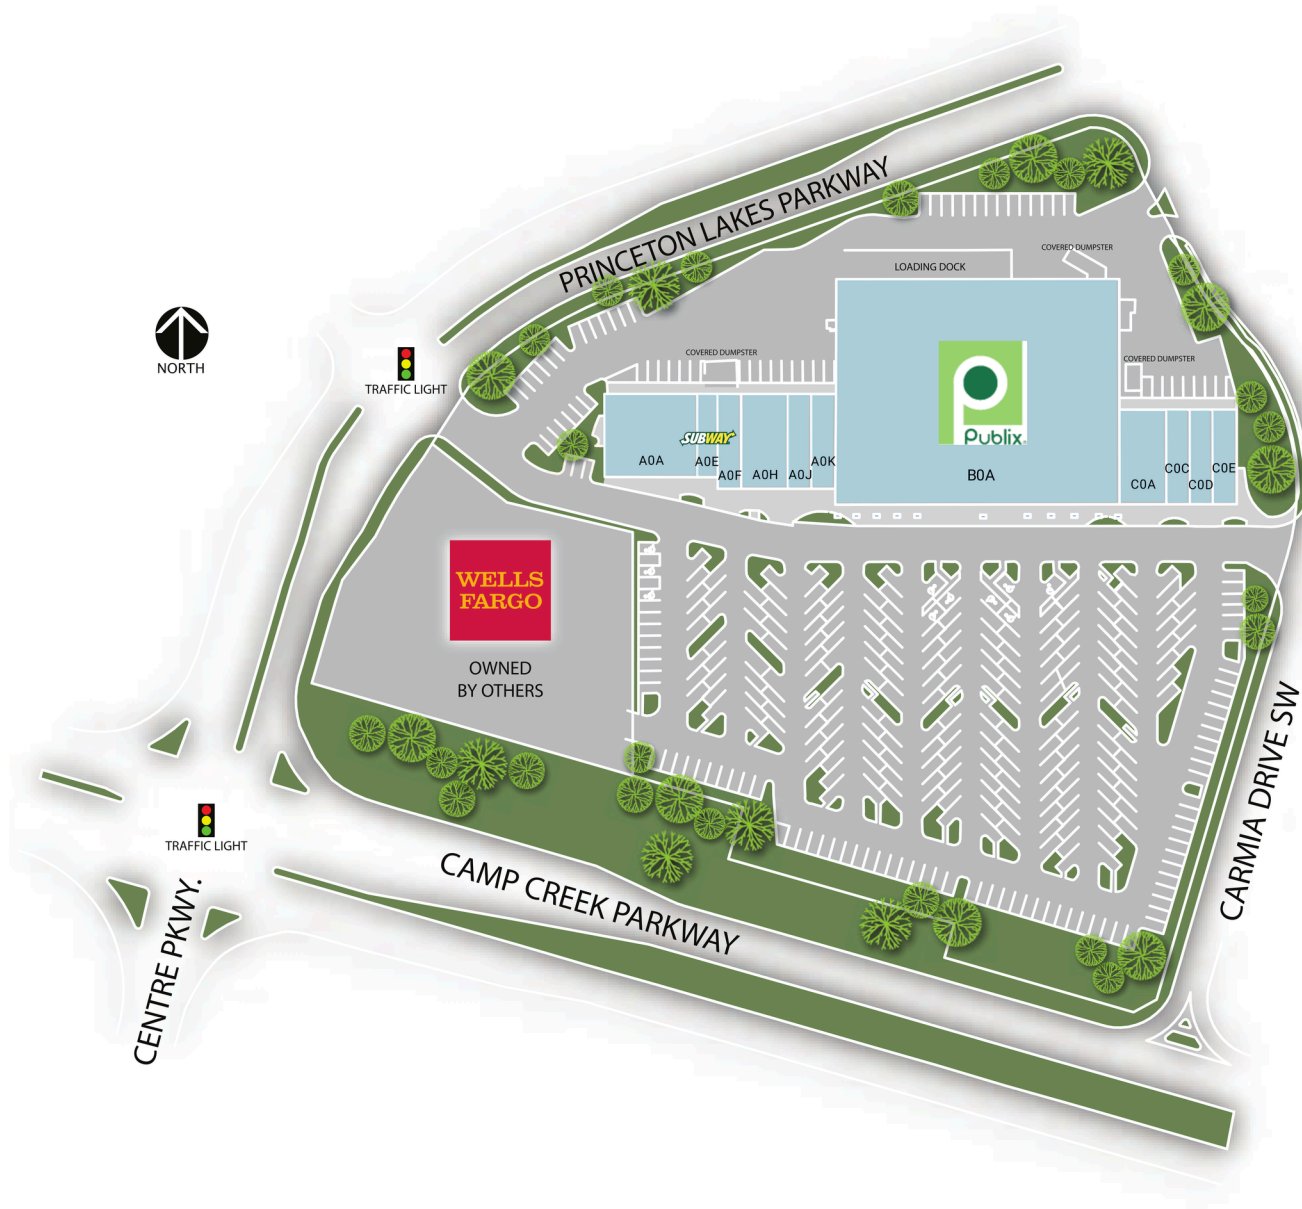 PRINCETON LAKES PARKWAY
COVERED DUMPSTER
LOADING DOCK
NORTH
TRAFFIC LIGHT
COVERED DUMPSTER
COVERED DUMPSTER
SUBWAY
Publix
A0A
A0E
A0F
A0H
A0J
A0K
B0A
C0A
C0C
C0D
C0E
WELLS
FARGO
OWNED
BY OTHERS
CARMIA DRIVE SW
TRAFFIC LIGHT
CAMP CREEK PARKWAY
CENTRE PKWY.